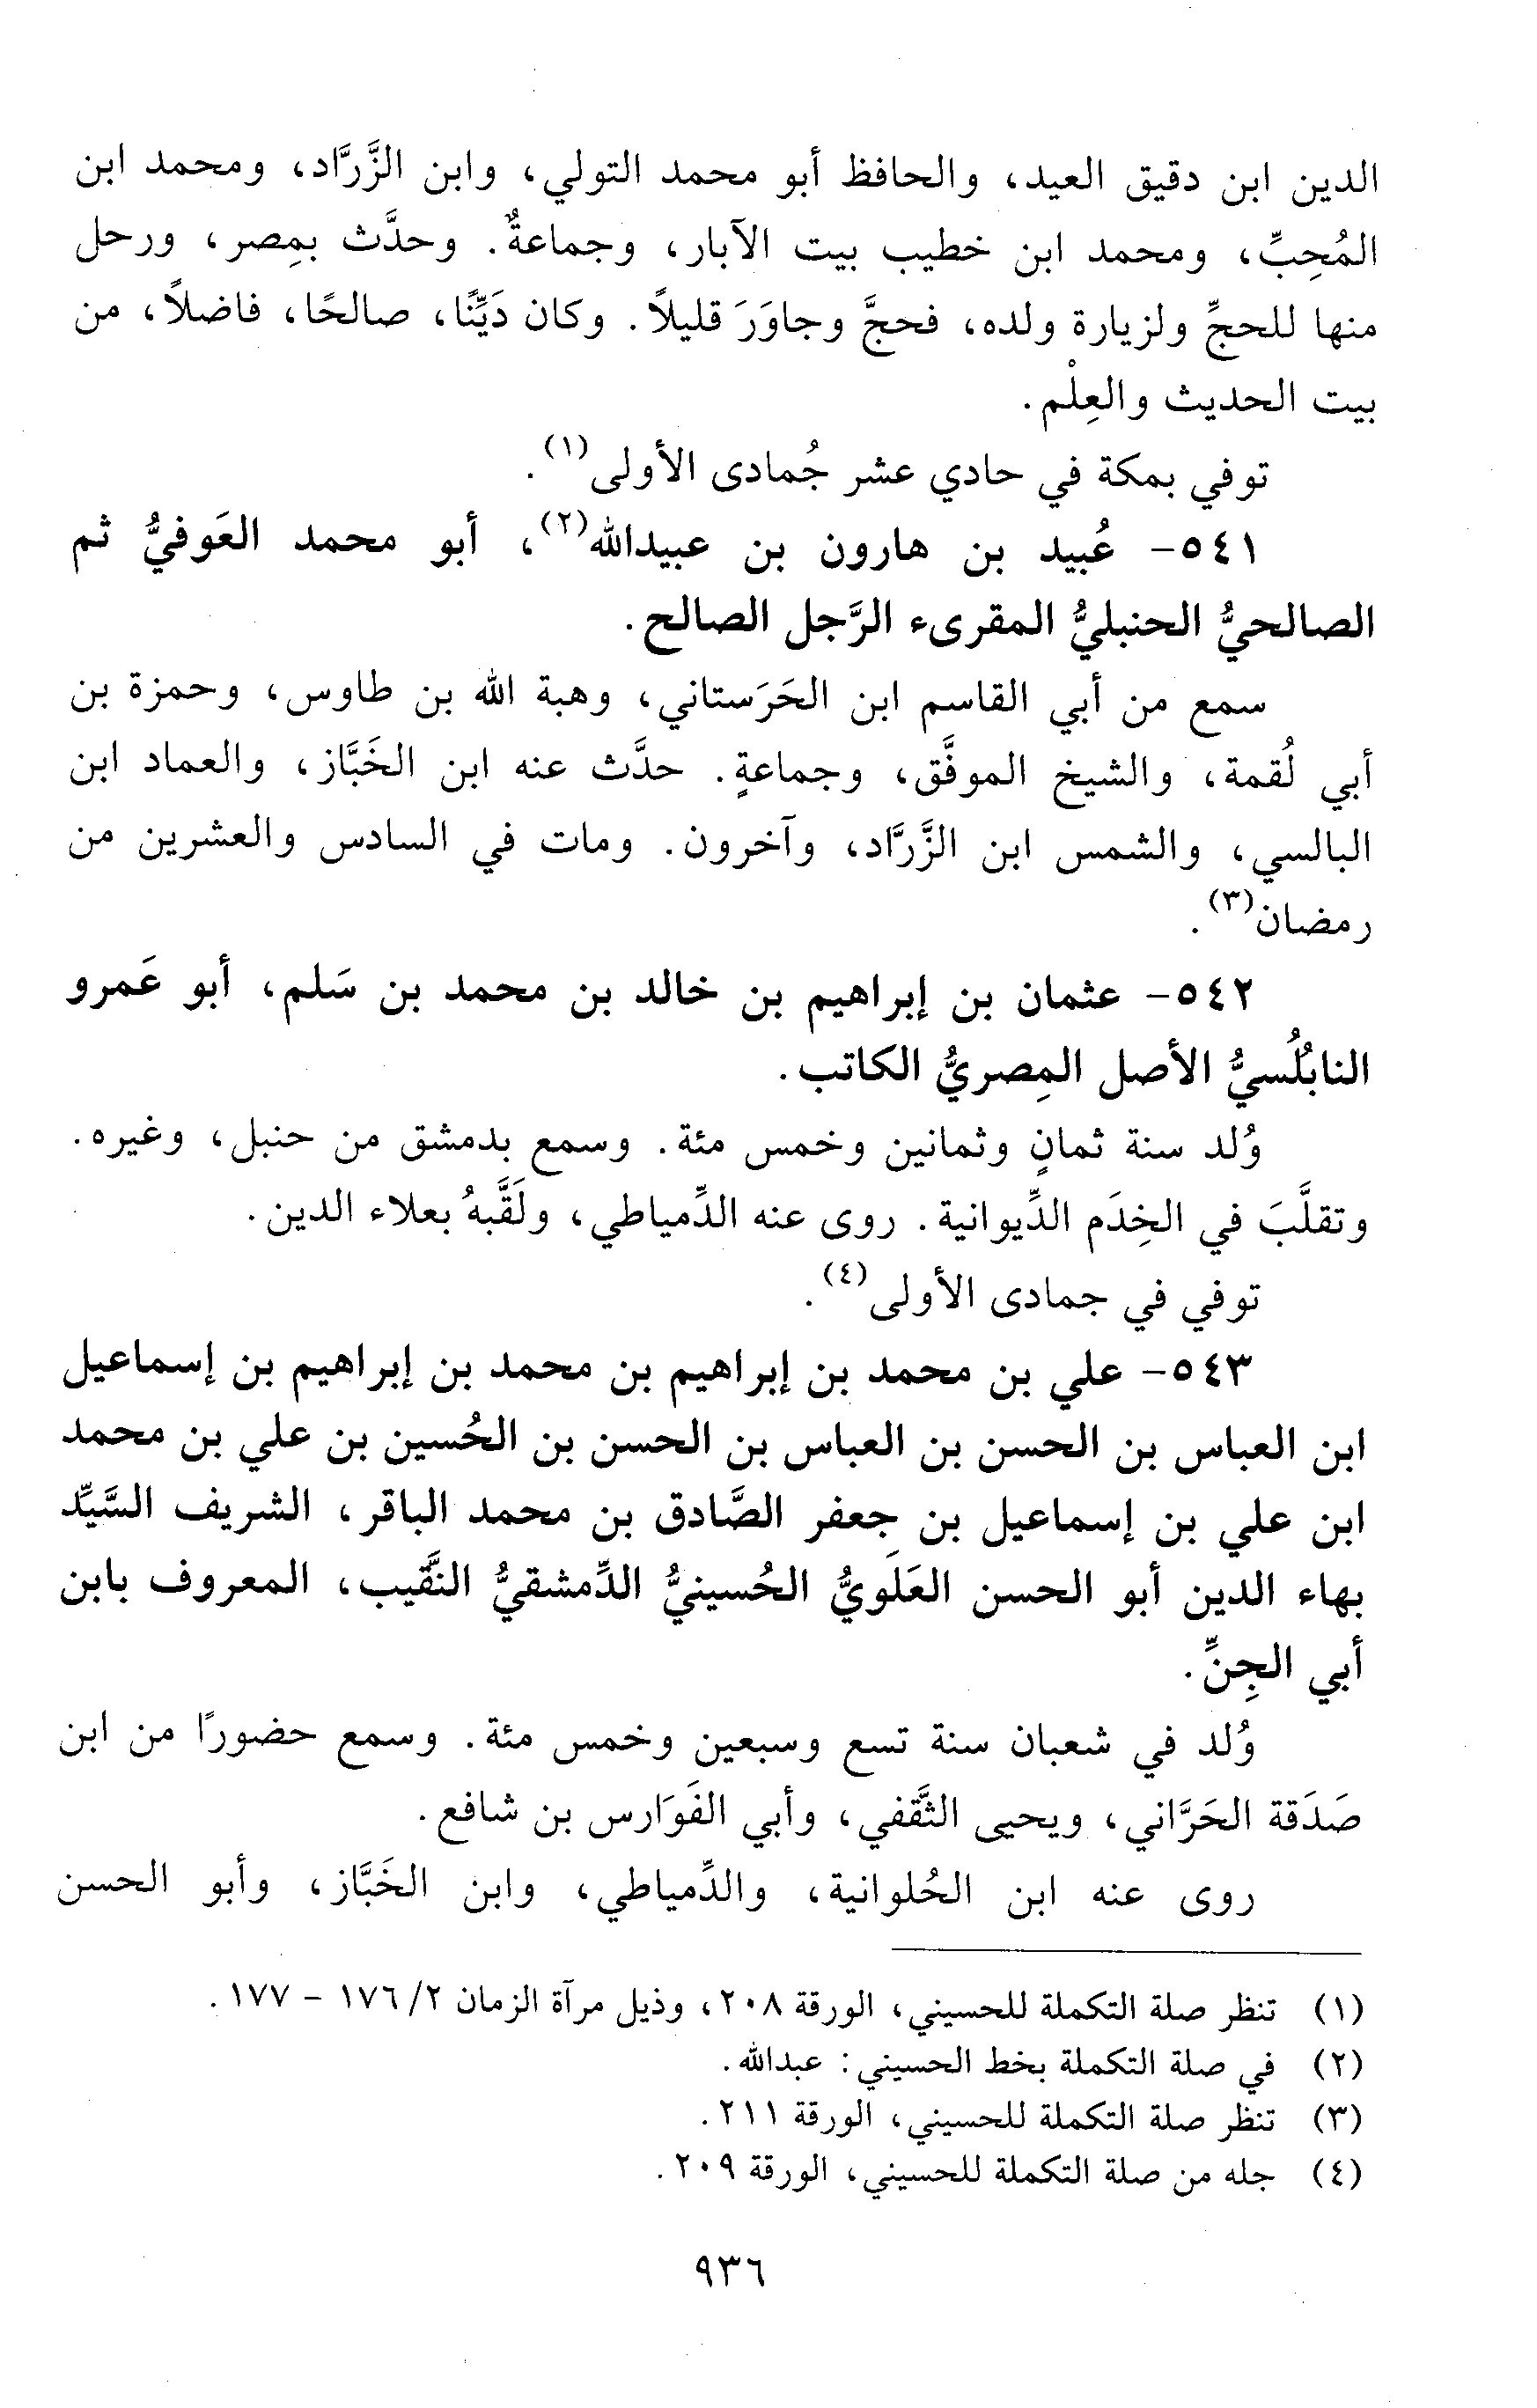 الدين ابن دقيق العيد، والحافظ أبو محمد التولي، وابن الزَّرَّاد، ومحمد ابن
المُحِبِّ، ومحمد ابن خطيب بيت الآبار، وجماعةٌ. وحدَّث بمِصر، ورحل
منها للحجِّ ولزيارة ولده، فحجَّ وجاوَرَ قليلاً. وكان دَيِّنًا، صالحًا، فاضلاً، من
بيت الحديث والعِلْم.
توفي بمكة في حادي عشر جُمادى الأولى(١).
٥٤١- عُبيد بن هارون بن عبيدالله(٢)، أبو محمد العَوفيُّ ثم
الصالحيُّ الحنبليُّ المقرىء الرَّجل الصالح.
سمع من أبي القاسم ابن الحَرَستاني، وهبة الله بن طاوس، وحمزة بن
أبي لُقمة، والشيخ الموفَّق، وجماعةٍ. حدَّث عنه ابن الخَبَّاز، والعماد ابن
البالسي، والشمس ابن الزَّرَّاد، وآخرون. ومات في السادس والعشرين من
رمضان(٣).
٥٤٢- عثمان بن إبراهيم بن خالد بن محمد بن سَلم، أبو عَمرو
النابُلُسيُّ الأصل المِصريُّ الكاتب.
وُلد سنة ثمانٍ وثمانين وخمس مئة. وسمع بدمشق من حنبل، وغيره.
وتقلَّبَ في الخِدَم الدِّيوانية. روى عنه الدِّمياطي، ولَقَّبهُ بعلاء الدين.
توفي في جمادى الأولى(٤).
٥٤٣- علي بن محمد بن إبراهيم بن محمد بن إبراهيم بن إسماعيل
ابن العباس بن الحسن بن العباس بن الحسن بن الحُسين بن علي بن محمد
ابن علي بن إسماعيل بن جعفر الصَّادق بن محمد الباقر، الشريف السَّيِّد
بهاء الدين أبو الحسن العَلَويُّ الحُسينيُّ الدِّمشقيُّ النَّقيب، المعروف بابن
أبي الجِنِّ.
وُلد في شعبان سنة تسع وسبعين وخمس مئة. وسمع حضورًا من ابن
صَدَقة الحَرَّاني، ويحيى الثَّقفي، وأبي الفَوَارس بن شافع.
روى عنه ابن الحُلوانية، والدِّمياطي، وابن الخَبَّاز، وأبو الحسن
(١) تنظر صلة التكملة للحسيني، الورقة ٢٠٨، وذيل مرآة الزمان ٢/ ١٧٦ - ١٧٧.
(٢) في صلة التكملة بخط الحسيني: عبدالله.
(٣) تنظر صلة التكملة للحسيني، الورقة ٢١١.
(٤) جله من صلة التكملة للحسيني، الورقة ٢٠٩.
٩٣٦